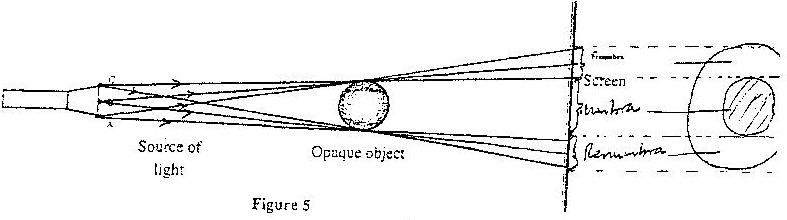 Screen
Umbra
Penumbra
Source of
light
Opaque object
Figure 5